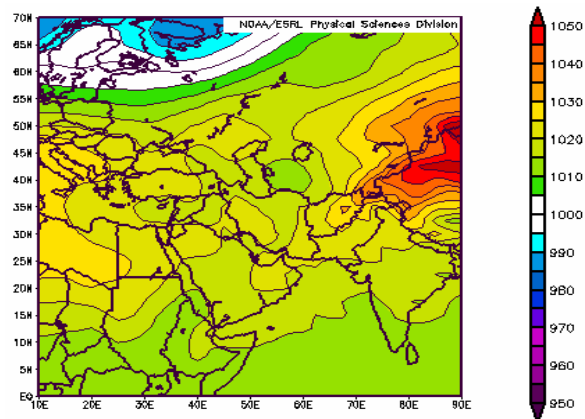 NOAA/ESRL Physical Sciences Division
70N
65N
60N
55N
50N
45N
40N
35N
30N
25N
20N
15N
10N
5N
EQ
10E 20E 30E 40E 50E 60E 70E 80E 90E
1050
1040
1030
1020
1010
1000
990
980
970
960
950